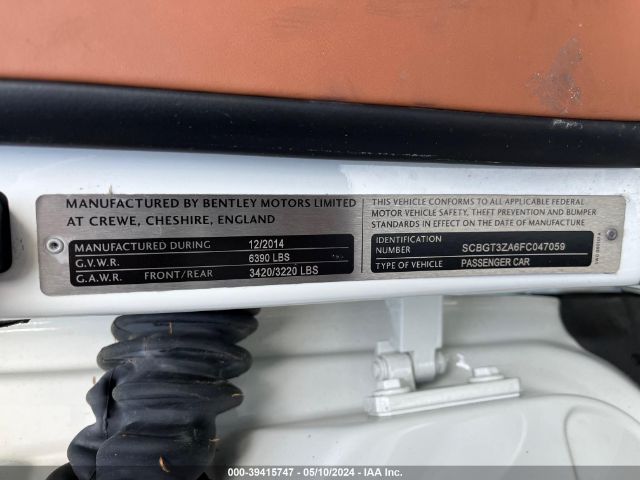 MANUFACTURED BY BENTLEY MOTORS LIMITED
AT CREWE, CHESHIRE, ENGLAND
MANUFACTURED DURING 12/2014
G.V.W.R. 6390 LBS
G.A.W.R. FRONT/REAR 3420/3220 LBS
THIS VEHICLE CONFORMS TO ALL APPLICABLE FEDERAL
MOTOR VEHICLE SAFETY, THEFT PREVENTION AND BUMPER
STANDARDS IN EFFECT ON THE DATE OF MANUFACTURE
IDENTIFICATION
NUMBER SCBGT3ZA6FC047059
TYPE OF VEHICLE PASSENGER CAR
000-39415747 - 05/10/2024 - IAA Inc.